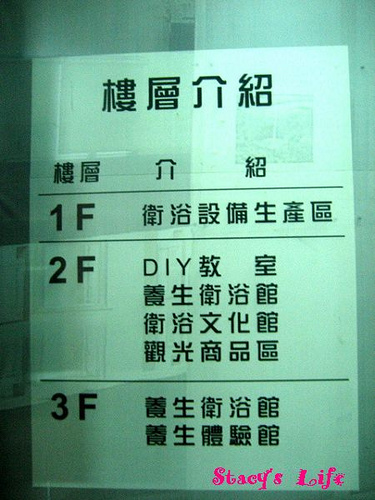 樓層介紹
樓層 介 紹
1F 衛浴設備生產區
2F DIY教 室
養生衛浴館
衛浴文化館
觀光商品區
3F 養生衛浴館
養生體驗館
Stacy's Life